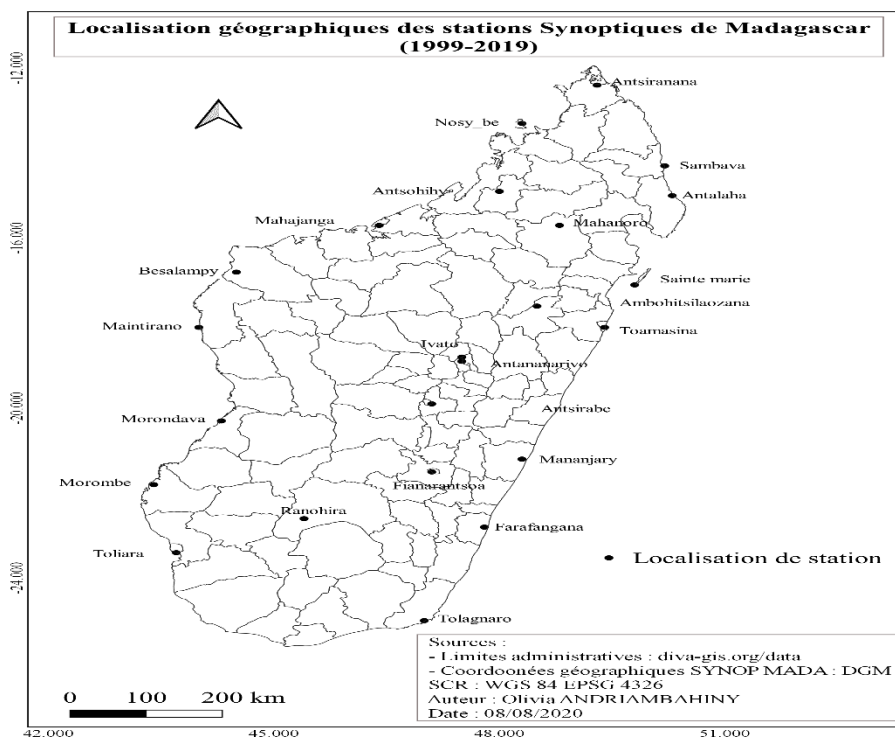 Localisation géographiques des stations Synoptiques de Madagascar
(1999-2019)
-12.000
Antsiranana
Nosy_be
Sambava
Antsohihy
Antalaha
Mahajanga
Mahanoro
-16.000
Besalampy
Sainte marie
Ambohitsilaozana
Maintirano
Toamasina
Ivato
Antananarivo
-20.000
Antsirabe
Morondava
Mananjary
Morombe
Fianarantsoa
Ranohira
Farafangana
Toliara
Localisation de station
-24.000
Tolagnaro
Sources :
- Limites administratives : diva-gis.org/data
- Coordoonées géographiques SYNOP MADA : DGM
SCR : WGS 84 EPSG 4326
Auteur : Olivia ANDRIAMBAHINY
Date : 08/08/2020
0 100 200 km
42.000 45.000 48.000 51.000